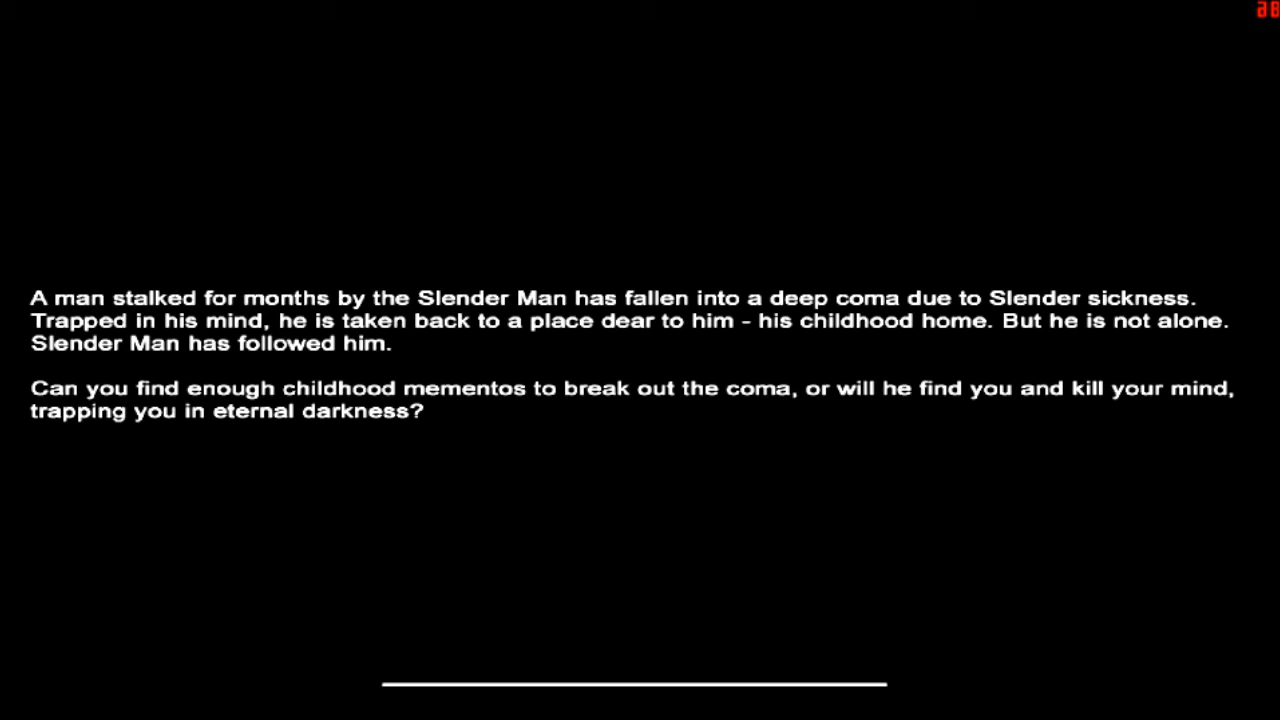 A man stalked for months by the Slender Man has fallen into a deep coma due to Slender sickness.
Trapped in his mind, he is taken back to a place dear to him - his childhood home. But he is not alone.
Slender Man has followed him.
Can you find enough childhood mementos to break out the coma, or will he find you and kill your mind,
trapping you in eternal darkness?